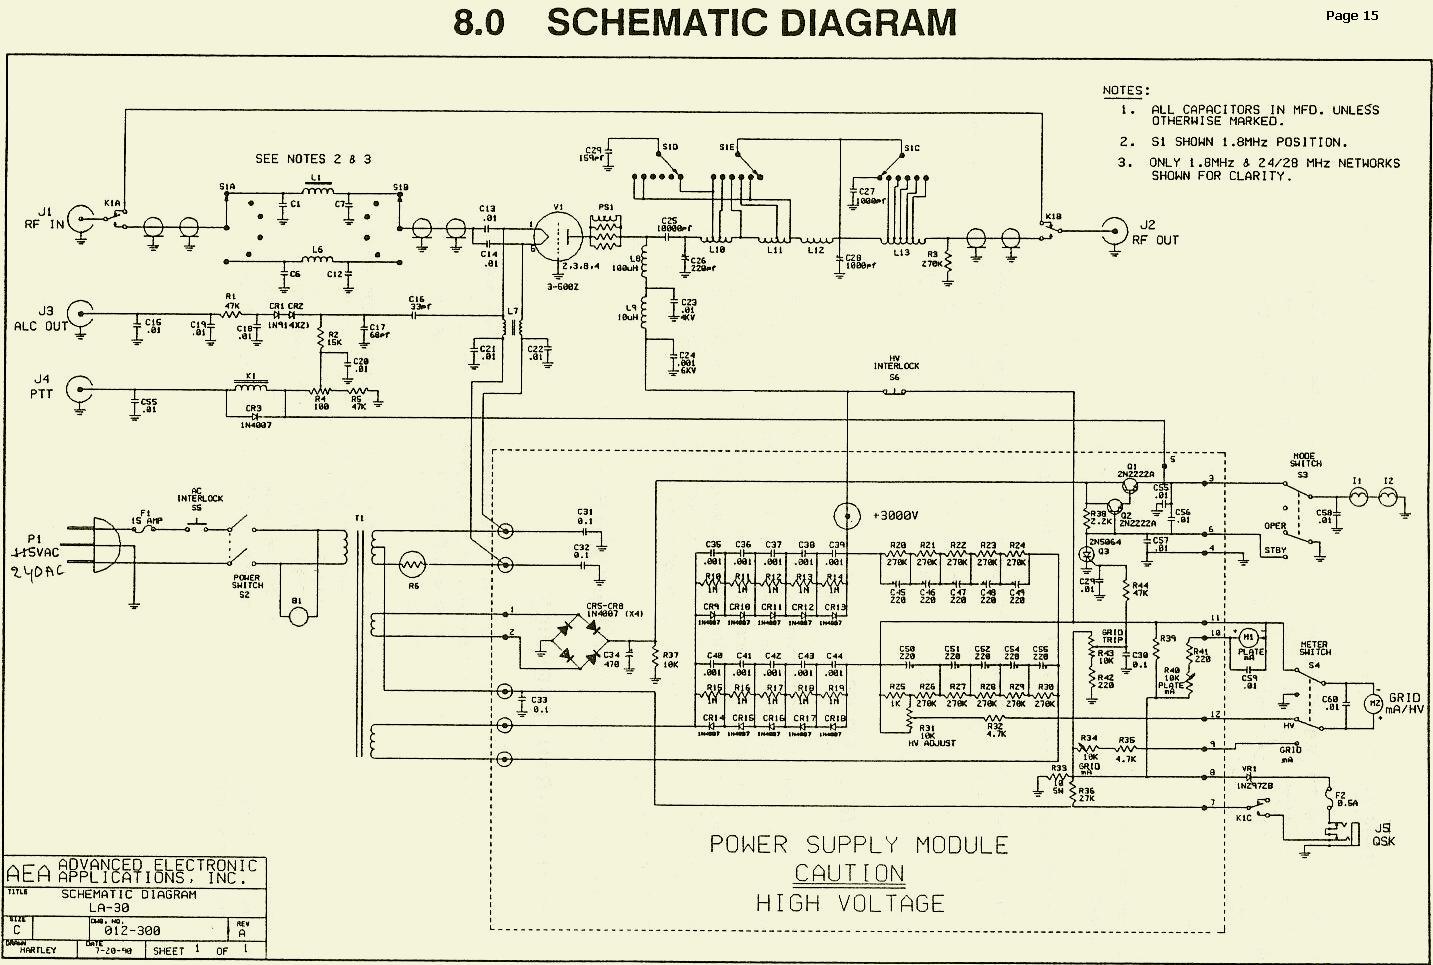 8.0 SCHEMATIC DIAGRAM
Page 15
NOTES:
1. ALL CAPACITORS IN MFD. UNLESS
OTHERWISE MARKED.
2. S1 SHOWN 1.8MHz POSITION.
3. ONLY 1.8MHz & 24/28 MHz NETWORKS
SHOWN FOR CLARITY.
SEE NOTES 2 & 3
J1
RF IN
K1A
S1A
L1
C1
C7
S1B
L6
C6
C12
C13
.01
C14
.01
V1
1
5
2,3,8,4
3-500Z
PS1
C29
159pf
S1D
S1E
S1C
C27
1000pf
C25
10000pf
C26
220pf
L8
100uH
L10
L11
L12
L13
C28
1000pf
R3
270K
K1B
J2
RF OUT
J3
ALC OUT
C15
.01
C19
.01
R1
47K
C18
.01
CR1 CR2
1N914X2)
R2
15K
C17
68pf
C16
33pf
C20
.01
L7
C21
.01
C22
.01
L9
10uH
C23
.01
4KV
C24
.001
6KV
J4
PTT
C55
.01
K1
CR3
1N4007
R4
100
R5
47K
HV
INTERLOCK
S6
AC
INTERLOCK
S5
F1
15 AMP
P1
115VAC
240AC
POWER
SWITCH
S2
B1
T1
R6
C31
0.1
C32
0.1
1
2
CR5-CR8
1N4007 (X4)
C34
470
R37
10K
C33
0.1
+3000V
C35 C36 C37 C38 C39
.001 .001 .001 .001 .001
R10 R11 R12 R13 R14
1M 1M 1M 1M 1M
CR9 CR10 CR11 CR12 CR13
1N4007 1N4007 1N4007 1N4007 1N4007
C40 C41 C42 C43 C44
.001 .001 .001 .001 .001
R15 R16 R17 R18 R19
1M 1M 1M 1M 1M
CR14 CR15 CR16 CR17 CR18
1N4007 1N4007 1N4007 1N4007 1N4007
R20 R21 R22 R23 R24
270K 270K 270K 270K 270K
C45 C46 C47 C48 C49
220 220 220 220 220
C50 C51 C52 C54 C55
220 220 220 220 220
R25 R26 R27 R28 R29 R30
1K 270K 270K 270K 270K 270K
R31
10K
HV ADJUST
R32
4.7K
Q1
2N2222A
5
C55
.01
C56
.01
R38
2.2K
Q2
2N2222A
2N5064
Q3
C29
.01
C57
.01
R44
47K
GRID
TRIP
R43
10K
R42
220
C30
0.1
R39
R41
220
R40
10K
PLATE
mA
R34
10K
GRID
mA
R35
4.7K
R33
10
5W
R36
27K
3
6
4
11
10
12
9
8
7
MODE
SWITCH
S3
OPER
STBY
C58
.01
I1
I2
M1
PLATE
mA
C59
.01
METER
SWITCH
S4
HV
GRID
mA
C60
.01
M2
GRID
mA/HV
VR1
1N2972B
K1C
F2
0.5A
J5
QSK
POWER SUPPLY MODULE
CAUTION
HIGH VOLTAGE
AEA ADVANCED ELECTRONIC
APPLICATIONS, INC.
TITLE
SCHEMATIC DIAGRAM
LA-30
SIZE
C
DWG. NO.
012-300
REV
A
DRAWN
HARTLEY
DATE
7-20-90
SHEET 1 OF 1